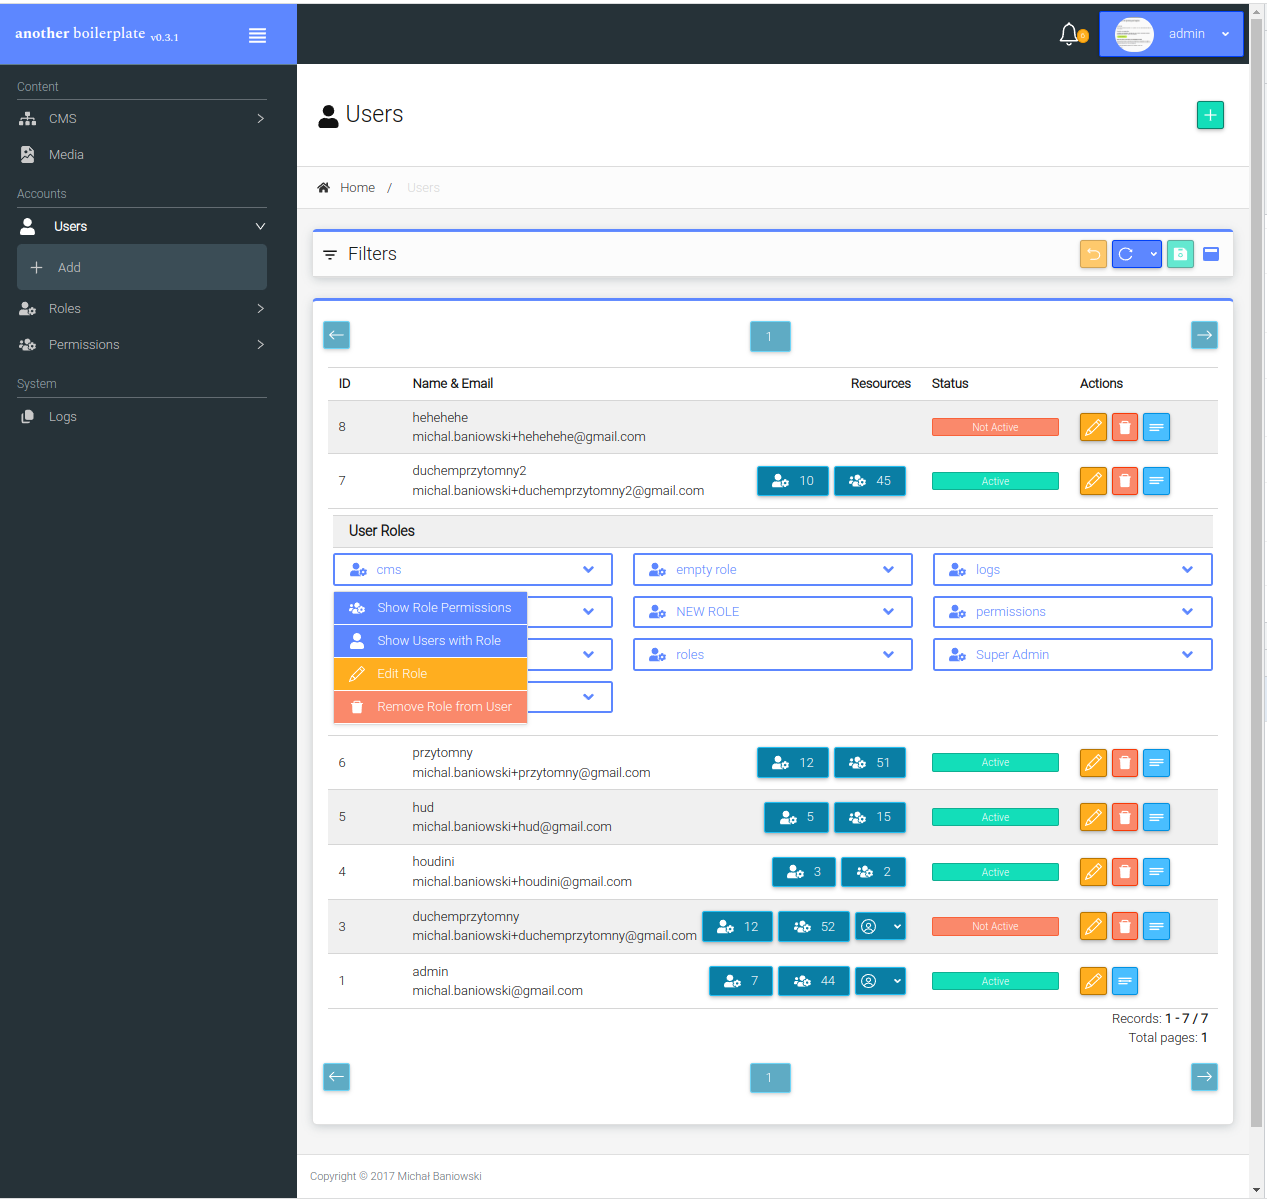 another boilerplate v0.3.1
admin
Content
CMS
Media
Accounts
Users
Add
Roles
Permissions
System
Logs
Users
Home / Users
Filters
1
ID Name & Email Resources Status Actions
8 hehehehe Not Active
michal.baniowski+hehehehe@gmail.com
7 duchemprzytomny2 10 45 Active
michal.baniowski+duchemprzytomny2@gmail.com
User Roles
cms empty role logs
Show Role Permissions
NEW ROLE permissions
Show Users with Role
roles Super Admin
Edit Role
Remove Role from User
6 przytomny 12 51 Active
michal.baniowski+przytomny@gmail.com
5 hud 5 15 Active
michal.baniowski+hud@gmail.com
4 houdini 3 2 Active
michal.baniowski+houdini@gmail.com
3 duchemprzytomny 12 52 Not Active
michal.baniowski+duchemprzytomny@gmail.com
1 admin 7 44 Active
michal.baniowski@gmail.com
Records: 1 - 7 / 7
Total pages: 1
1
Copyright © 2017 Michał Baniowski